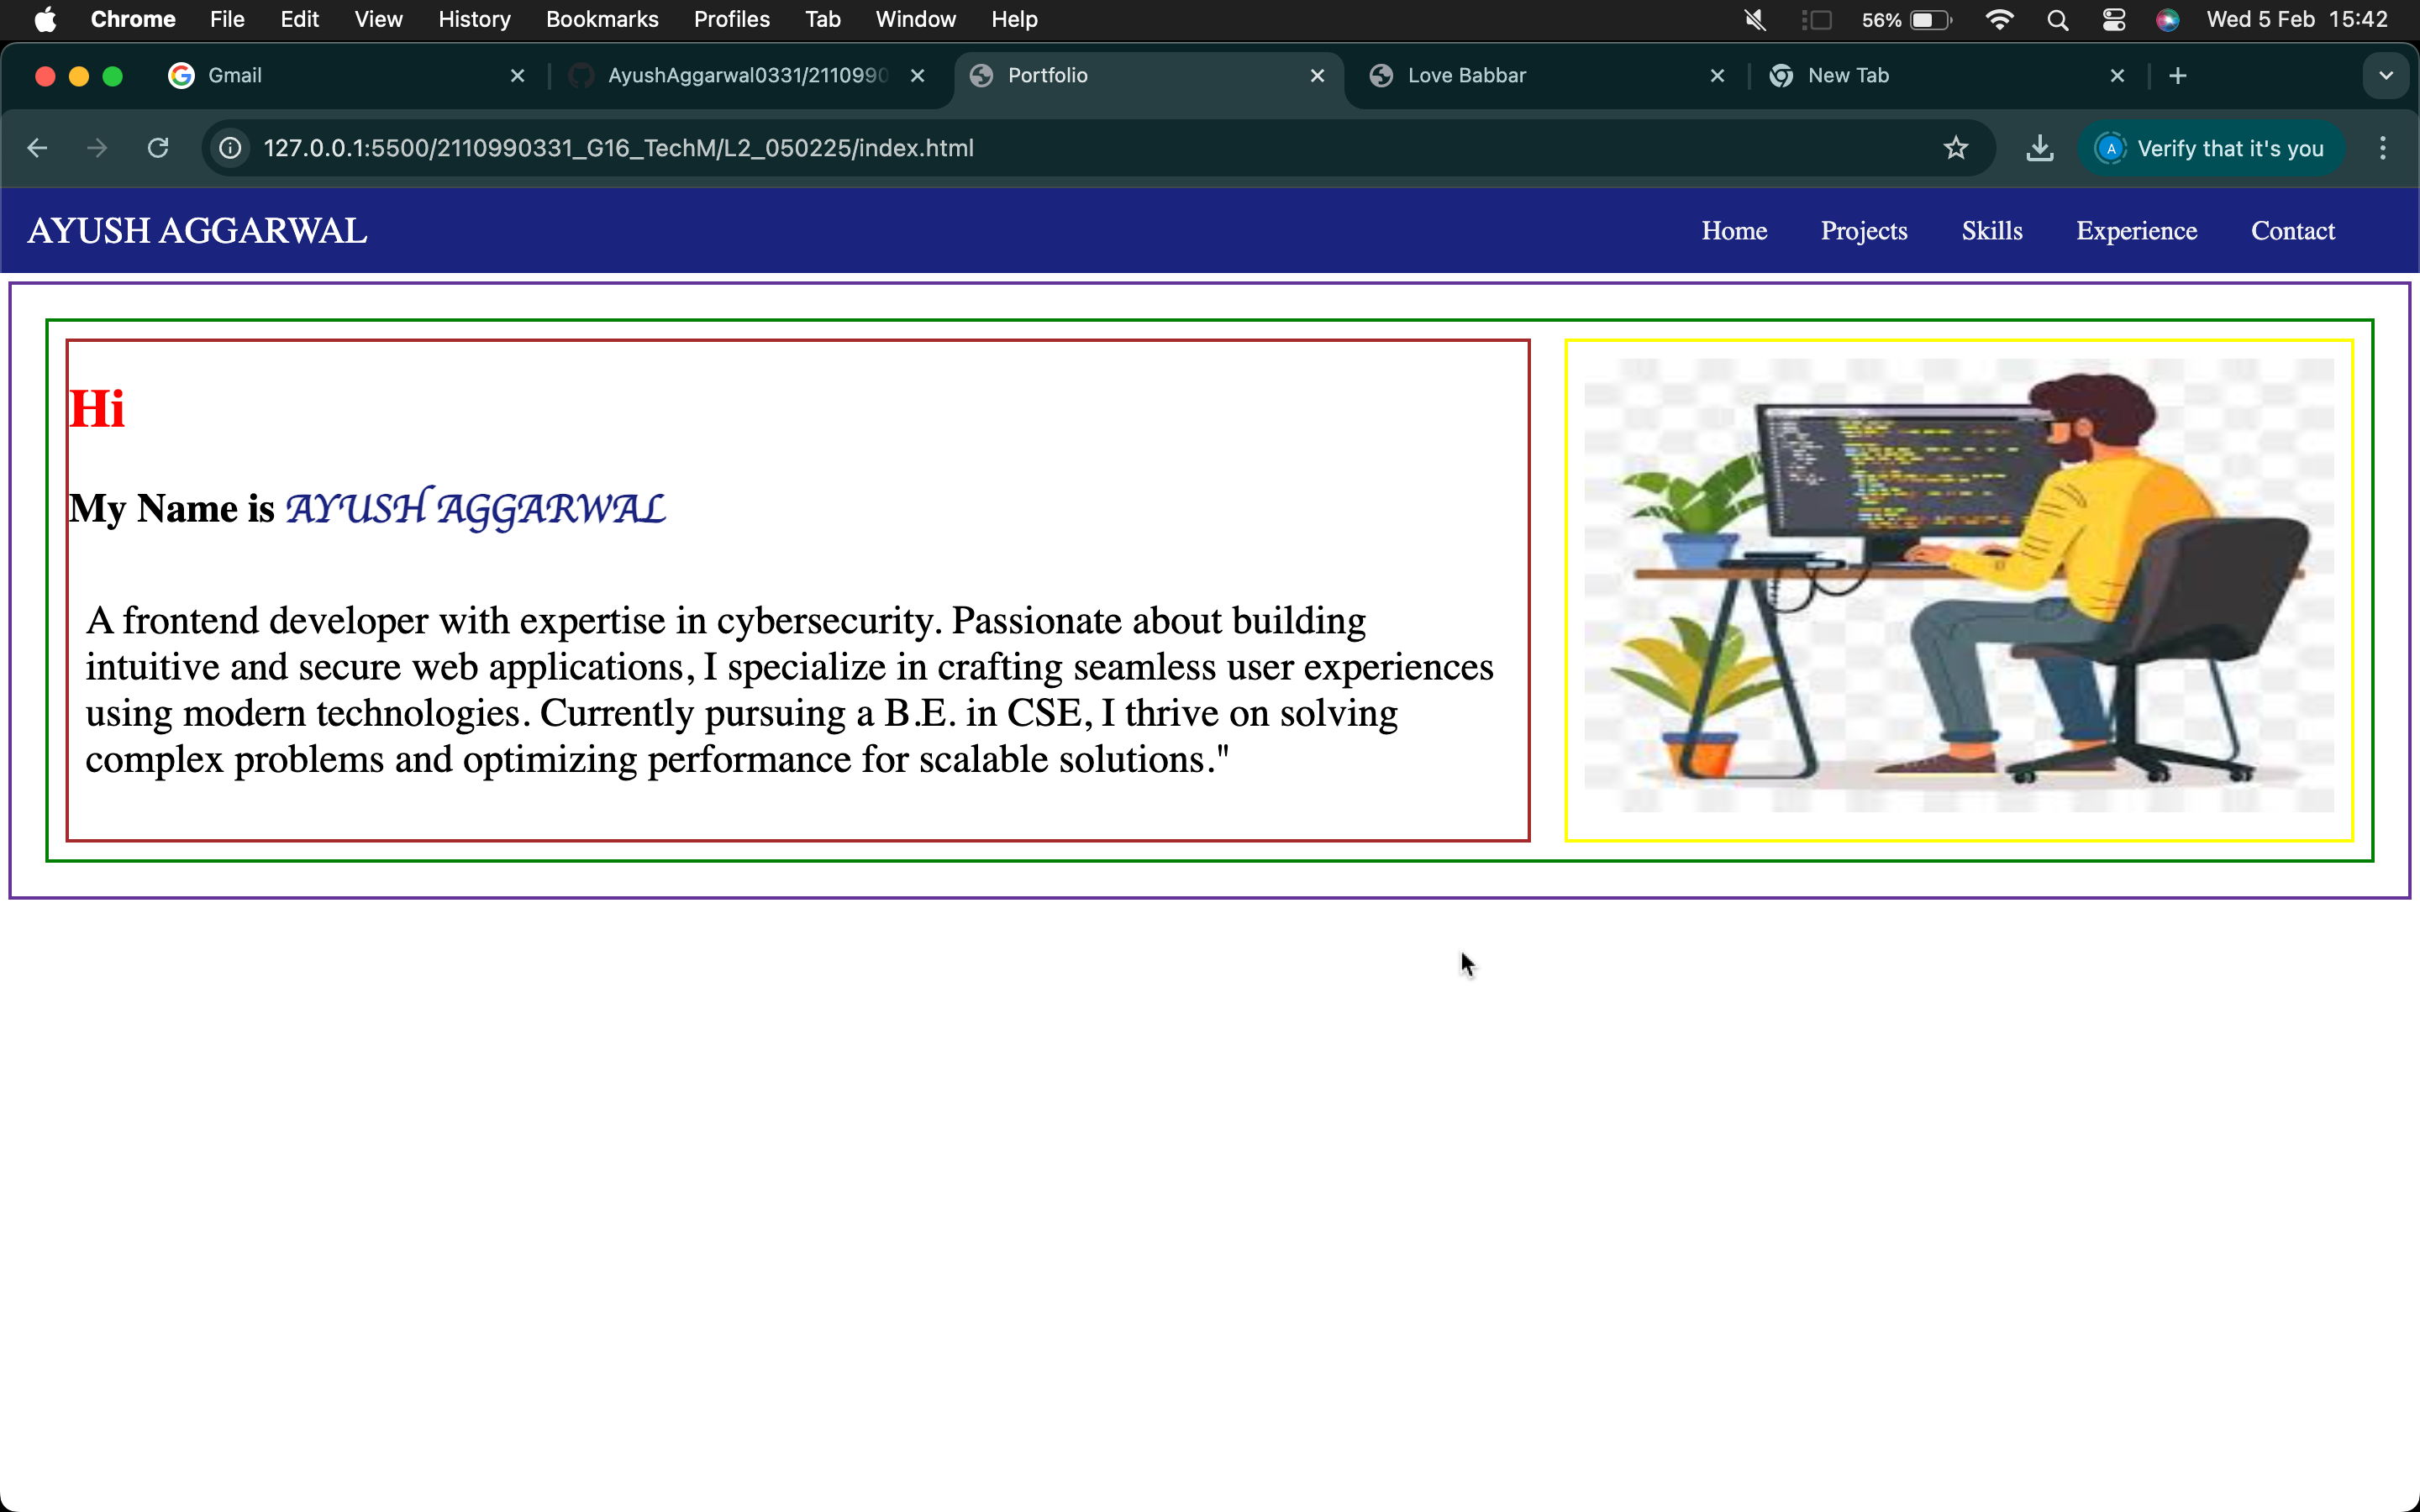 Chrome File Edit View History Bookmarks Profiles Tab Window Help 56% Wed 5 Feb 15:42
Gmail AyushAggarwal0331/2110990 Portfolio Love Babbar New Tab
127.0.0.1:5500/2110990331_G16_TechM/L2_050225/index.html A Verify that it's you
AYUSH AGGARWAL Home Projects Skills Experience Contact
Hi
My Name is AYUSH AGGARWAL
A frontend developer with expertise in cybersecurity. Passionate about building
intuitive and secure web applications, I specialize in crafting seamless user experiences
using modern technologies. Currently pursuing a B.E. in CSE, I thrive on solving
complex problems and optimizing performance for scalable solutions."